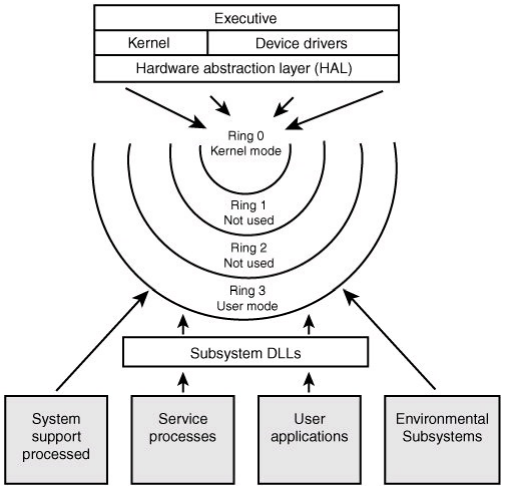 Executive
Kernel
Device drivers
Hardware abstraction layer (HAL)
Ring 0
Kernel mode
Ring 1
Not used
Ring 2
Not used
Ring 3
User mode
Subsystem DLLs
System
support
processed
Service
processes
User
applications
Environmental
Subsystems